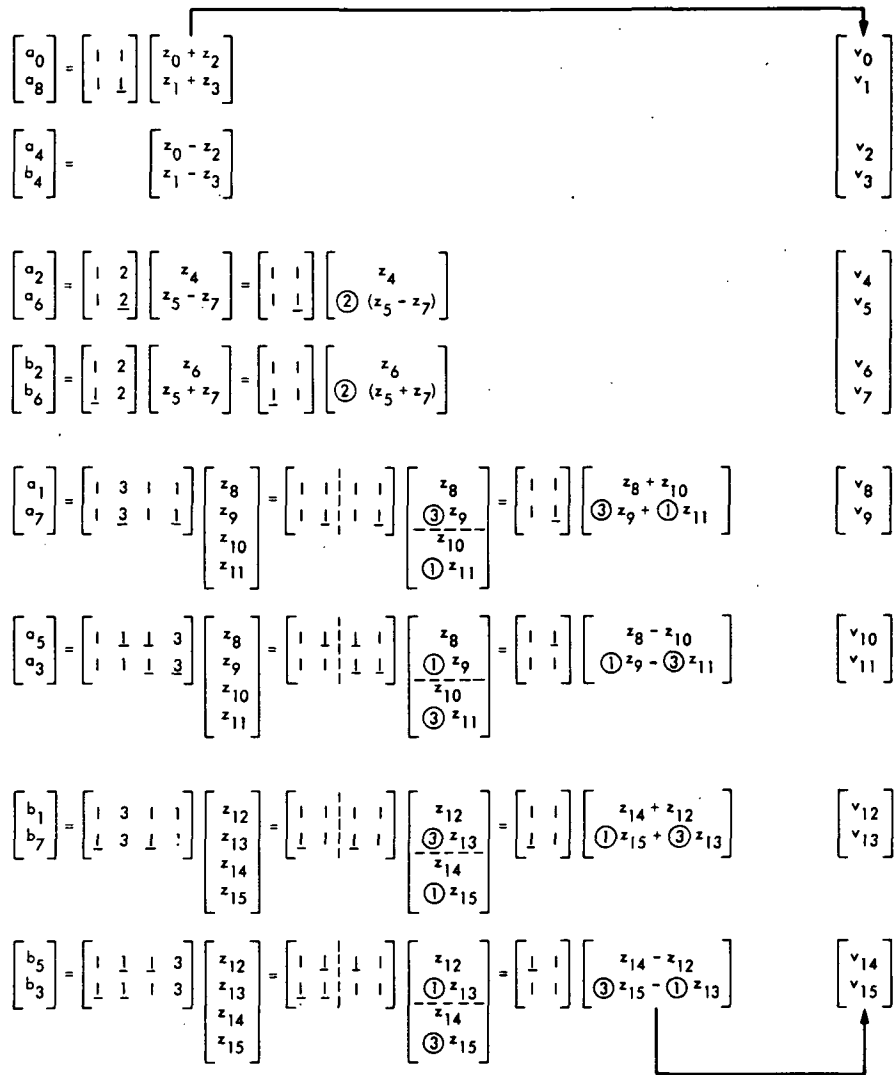 [a₀] = [1 1] [z₀ + z₂] [v₀]
[a₈] [1 1̲] [z₁ + z₃] [v₁]
[a₄] = [z₀ − z₂] [v₂]
[b₄] [z₁ − z₃] [v₃]
[a₂] = [1 2] [z₄] = [1 1] [z₄] [v₄]
[a₆] [1 2̲] [z₅ − z₇] [1 1̲] [② (z₅ − z₇)] [v₅]
[b₂] = [1 2] [z₆] = [1 1] [z₆] [v₆]
[b₆] [1̲ 2] [z₅ + z₇] [1̲ 1] [② (z₅ + z₇)] [v₇]
[a₁] = [1 3 1 1] [z₈] = [1 1 ¦ 1 1] [z₈] = [1 1] [z₈ + z₁₀] [v₈]
[a₇] [1 3̲ 1 1̲] [z₉] [1 1̲ ¦ 1 1̲] [③ z₉] [1 1̲] [③ z₉ + ① z₁₁] [v₉]
[z₁₀] [z₁₀]
[z₁₁] [① z₁₁]
[a₅] = [1 1̲ 1̲ 3] [z₈] = [1 1̲ ¦ 1̲ 1] [z₈] = [1 1̲] [z₈ − z₁₀] [v₁₀]
[a₃] [1 1 1̲ 3̲] [z₉] [1 1 ¦ 1̲ 1̲] [① z₉] [1 1] [① z₉ − ③ z₁₁] [v₁₁]
[z₁₀] [z₁₀]
[z₁₁] [③ z₁₁]
[b₁] = [1 3 1 1] [z₁₂] = [1 1 ¦ 1 1] [z₁₂] = [1 1] [z₁₄ + z₁₂] [v₁₂]
[b₇] [1̲ 3 1̲ ] [z₁₃] [1̲ 1 ¦ 1̲ 1] [③ z₁₃] [1̲ 1] [① z₁₅ + ③ z₁₃] [v₁₃]
[z₁₄] [z₁₄]
[z₁₅] [① z₁₅]
[b₅] = [1 1̲ 1̲ 3] [z₁₂] = [1 1̲ ¦ 1̲ 1] [z₁₂] = [1̲ 1] [z₁₄ − z₁₂] [v₁₄]
[b₃] [1̲ 1̲ 1 3] [z₁₃] [1̲ 1̲ ¦ 1 1] [① z₁₃] [1 1] [③ z₁₅ − ① z₁₃] [v₁₅]
[z₁₄] [z₁₄]
[z₁₅] [③ z₁₅]